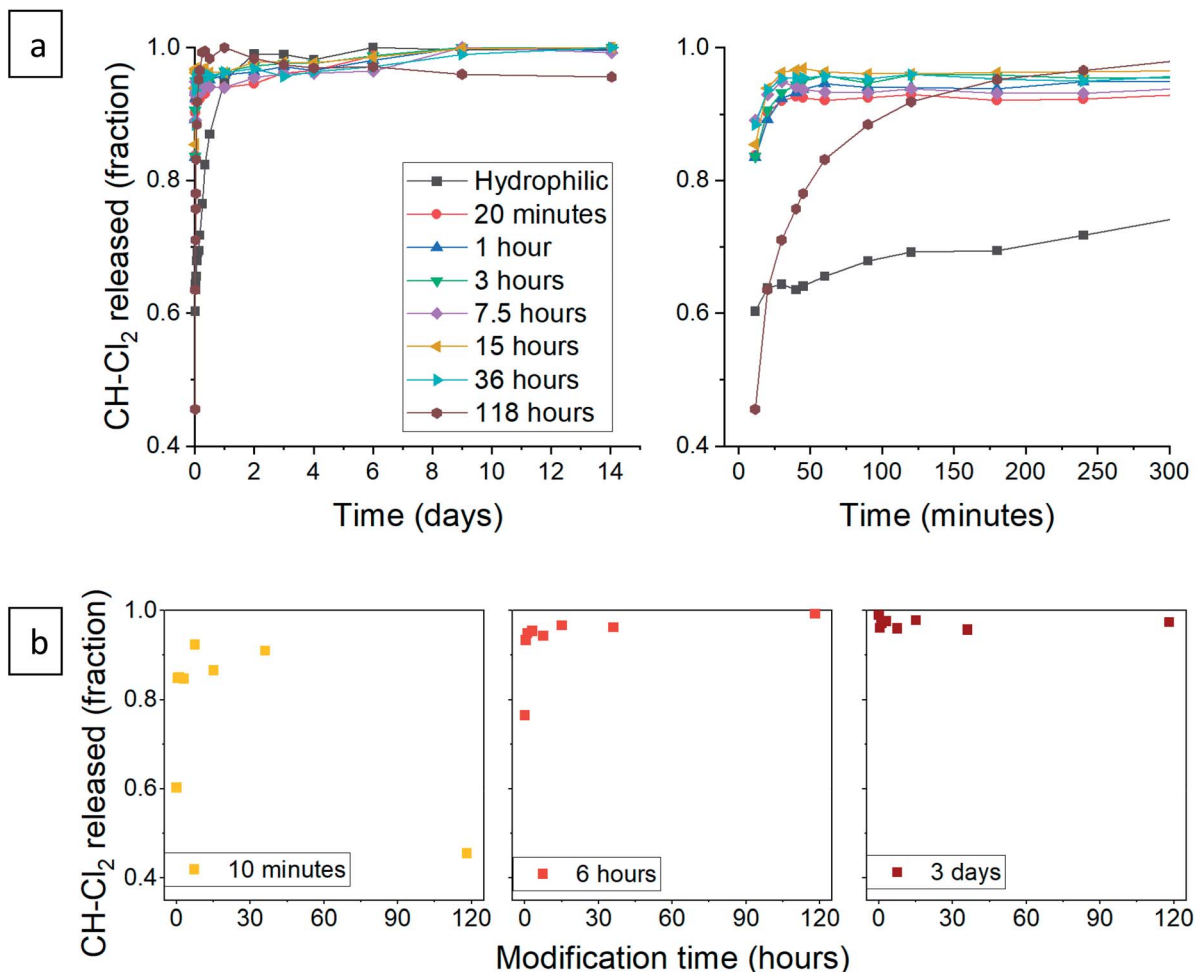 a
CH-Cl2 released (fraction)
1.0
0.8
0.6
0.4
0 2 4 6 8 10 12 14
Time (days)
Hydrophilic
20 minutes
1 hour
3 hours
7.5 hours
15 hours
36 hours
118 hours
1.0
0.8
0.6
0.4
0 50 100 150 200 250 300
Time (minutes)
b
CH-Cl2 released (fraction)
1.0
0.8
0.6
0.4
10 minutes
6 hours
3 days
0 30 60 90 120
0 30 60 90 120
0 30 60 90 120
Modification time (hours)